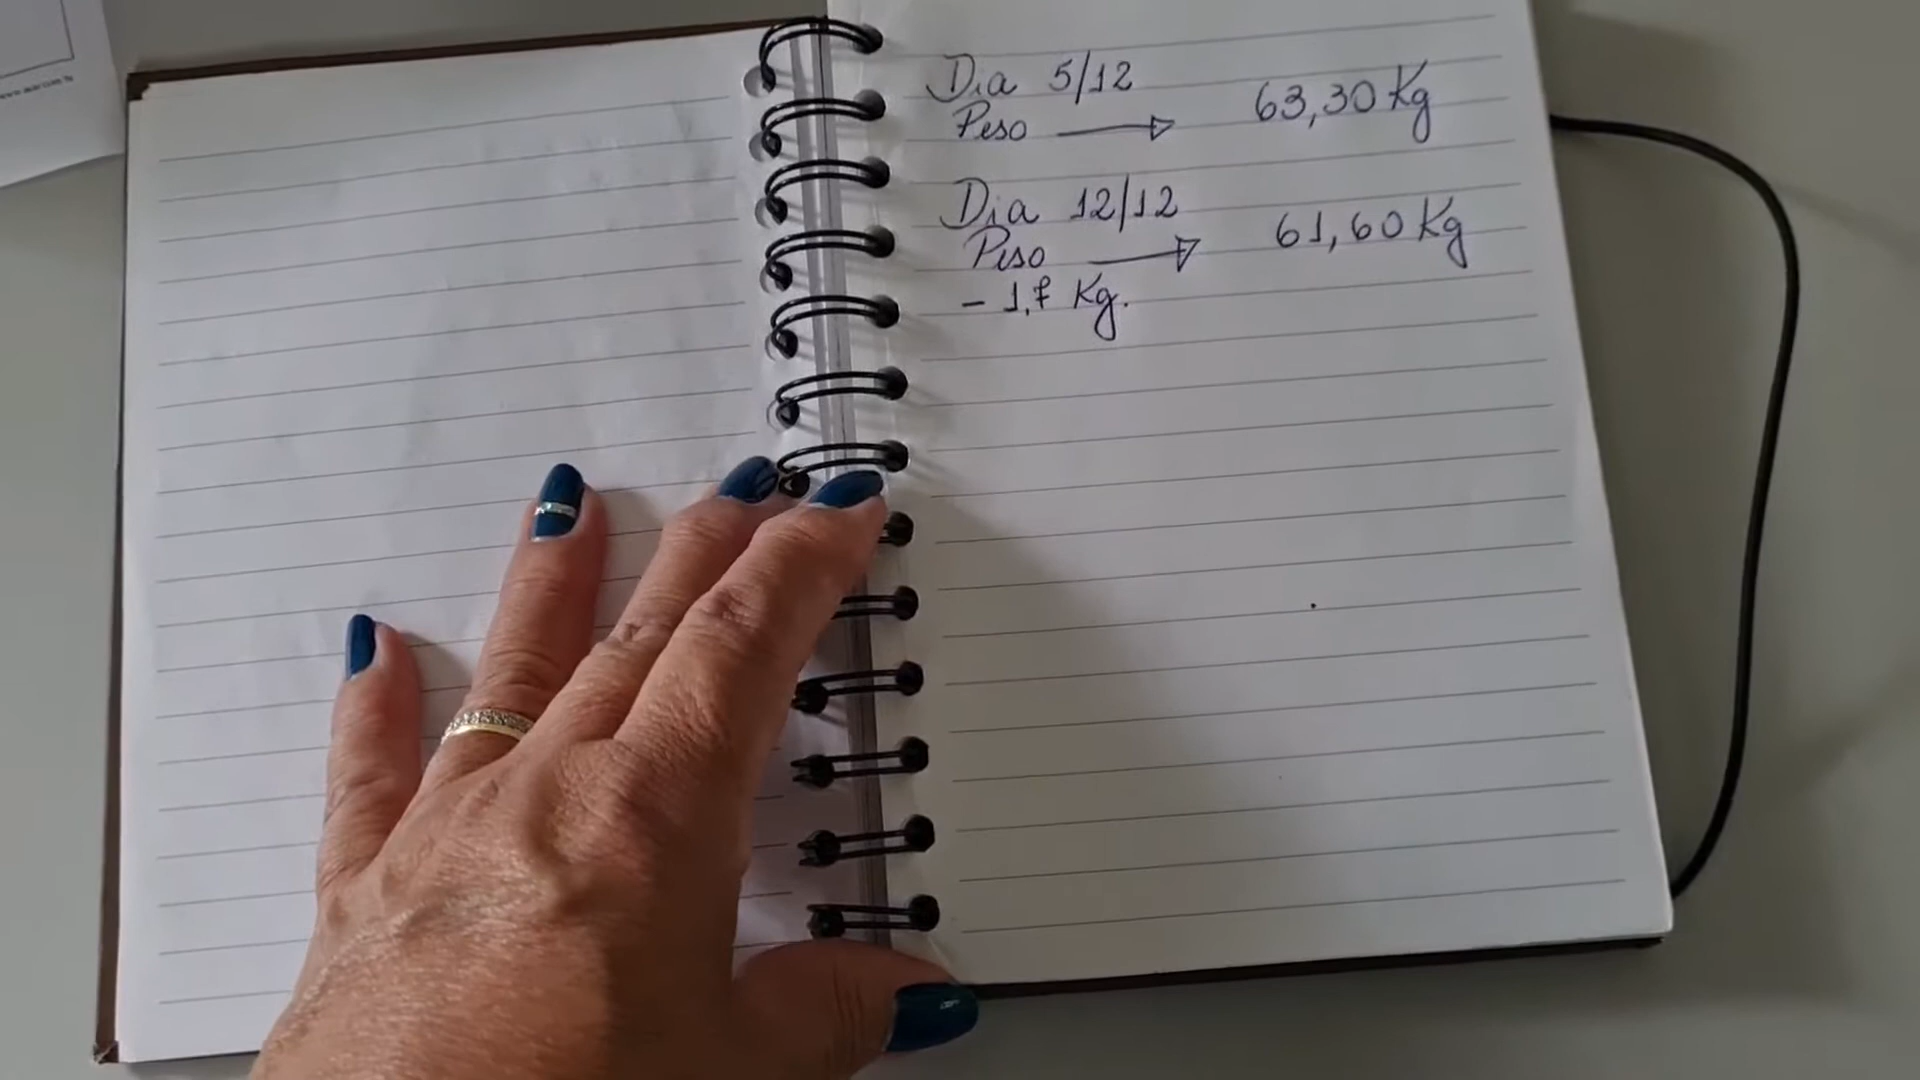 Dia 5/12
Peso → 63,30 Kg
Dia 12/12
Peso → 61,60 Kg
- 1,7 Kg.